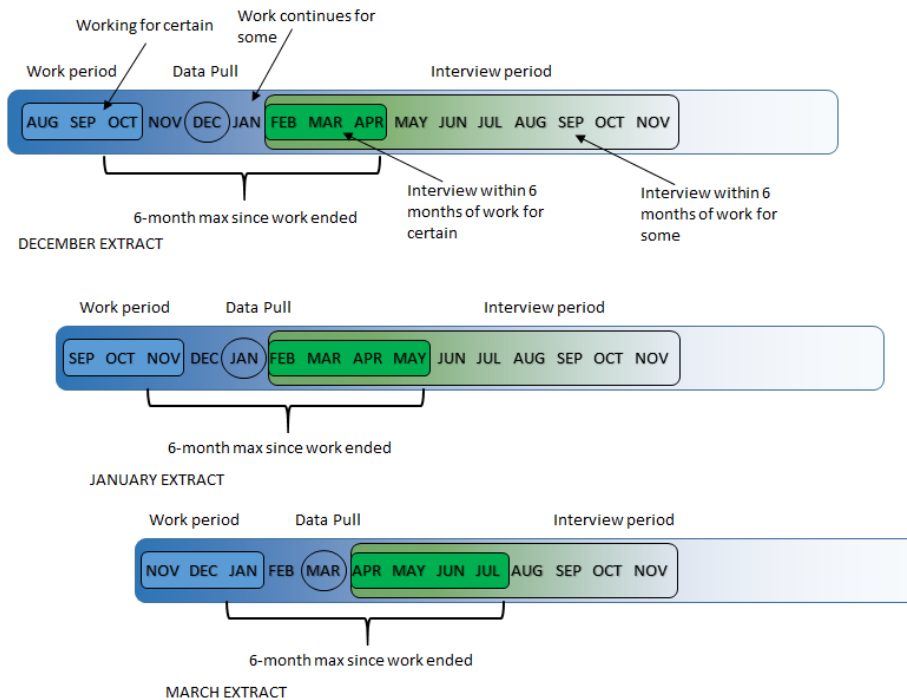 Working for certain
Work continues for
some
Work period
Data Pull
Interview period
AUG SEP OCT NOV DEC JAN FEB MAR APR MAY JUN JUL AUG SEP OCT NOV
6-month max since work ended
Interview within 6
months of work for
certain
Interview within 6
months of work for
some
DECEMBER EXTRACT
Work period
Data Pull
Interview period
SEP OCT NOV DEC JAN FEB MAR APR MAY JUN JUL AUG SEP OCT NOV
6-month max since work ended
JANUARY EXTRACT
Work period
Data Pull
Interview period
NOV DEC JAN FEB MAR APR MAY JUN JUL AUG SEP OCT NOV
6-month max since work ended
MARCH EXTRACT